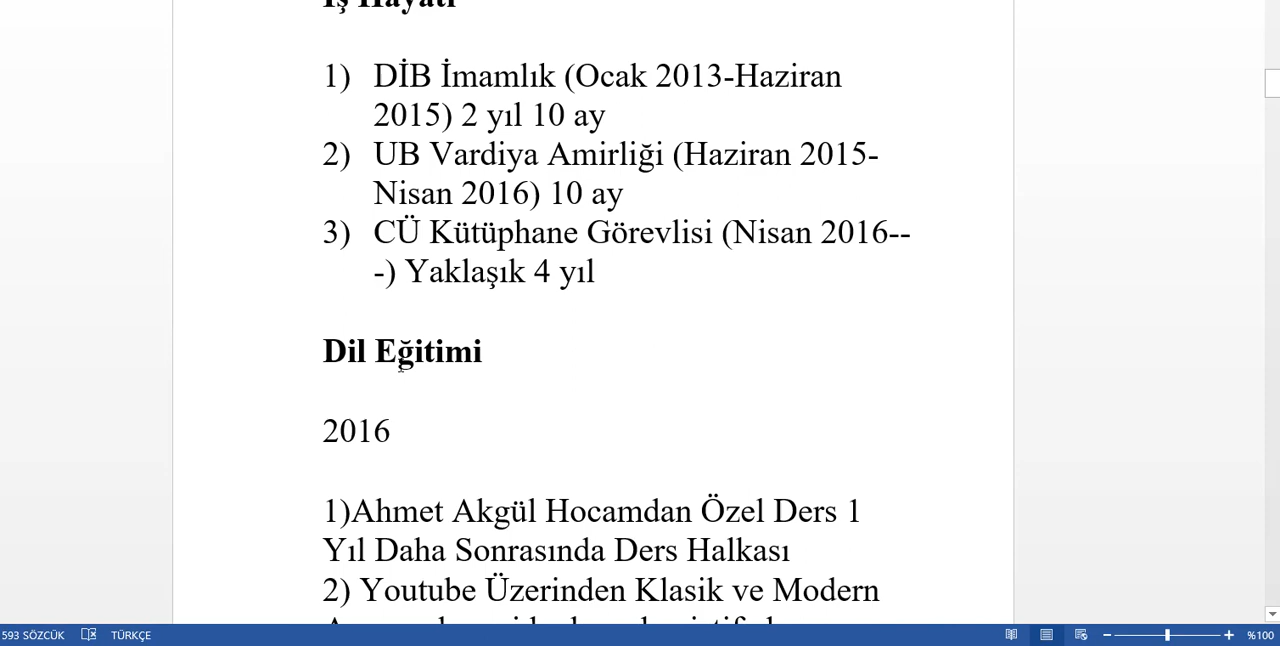 İş Hayatı
1) DİB İmamlık (Ocak 2013-Haziran
2015) 2 yıl 10 ay
2) UB Vardiya Amirliği (Haziran 2015-
Nisan 2016) 10 ay
3) CÜ Kütüphane Görevlisi (Nisan 2016--
-) Yaklaşık 4 yıl
Dil Eğitimi
2016
1)Ahmet Akgül Hocamdan Özel Ders 1
Yıl Daha Sonrasında Ders Halkası
2) Youtube Üzerinden Klasik ve Modern
593 SÖZCÜK TÜRKÇE %100